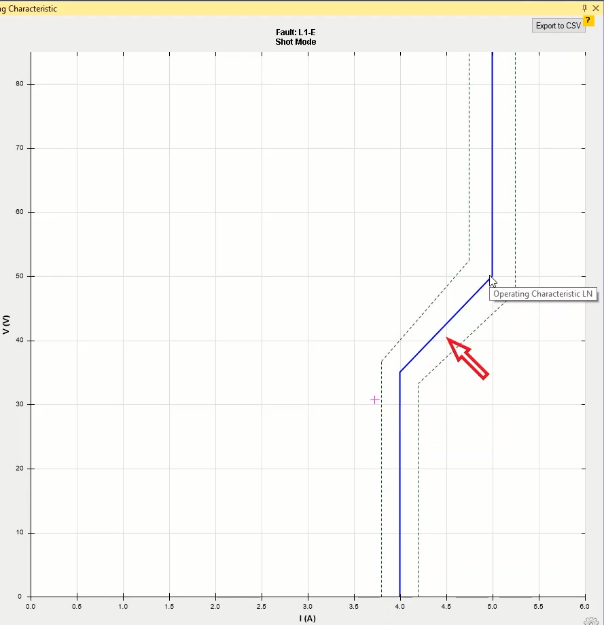 ng Characteristic
Export to CSV ?
Fault: L1-E
Shot Mode
80
70
60
50
Operating Characteristic LN
40
V (V)
30
20
10
0
0.0 0.5 1.0 1.5 2.0 2.5 3.0 3.5 4.0 4.5 5.0 5.5 6.0
I (A)